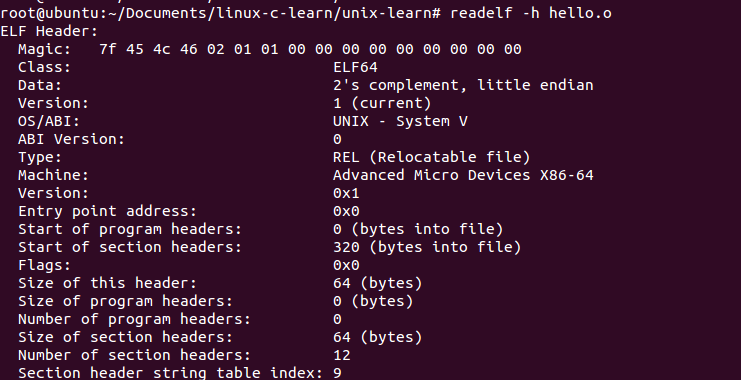 root@ubuntu:~/Documents/linux-c-learn/unix-learn# readelf -h hello.o
ELF Header:
  Magic:   7f 45 4c 46 02 01 01 00 00 00 00 00 00 00 00 00
  Class:                             ELF64
  Data:                              2's complement, little endian
  Version:                           1 (current)
  OS/ABI:                            UNIX - System V
  ABI Version:                       0
  Type:                              REL (Relocatable file)
  Machine:                           Advanced Micro Devices X86-64
  Version:                           0x1
  Entry point address:               0x0
  Start of program headers:          0 (bytes into file)
  Start of section headers:          320 (bytes into file)
  Flags:                             0x0
  Size of this header:               64 (bytes)
  Size of program headers:           0 (bytes)
  Number of program headers:         0
  Size of section headers:           64 (bytes)
  Number of section headers:         12
  Section header string table index: 9